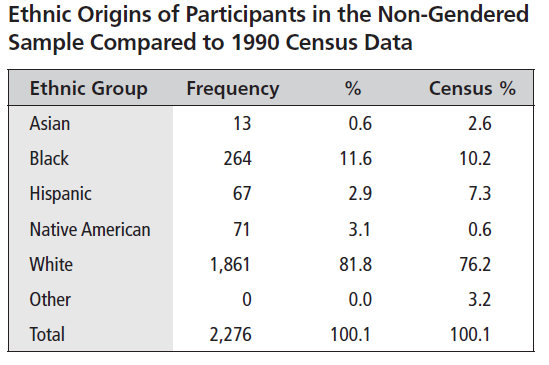 Ethnic Origins of Participants in the Non-Gendered
Sample Compared to 1990 Census Data
Ethnic Group Frequency % Census %
Asian 13 0.6 2.6
Black 264 11.6 10.2
Hispanic 67 2.9 7.3
Native American 71 3.1 0.6
White 1,861 81.8 76.2
Other 0 0.0 3.2
Total 2,276 100.1 100.1